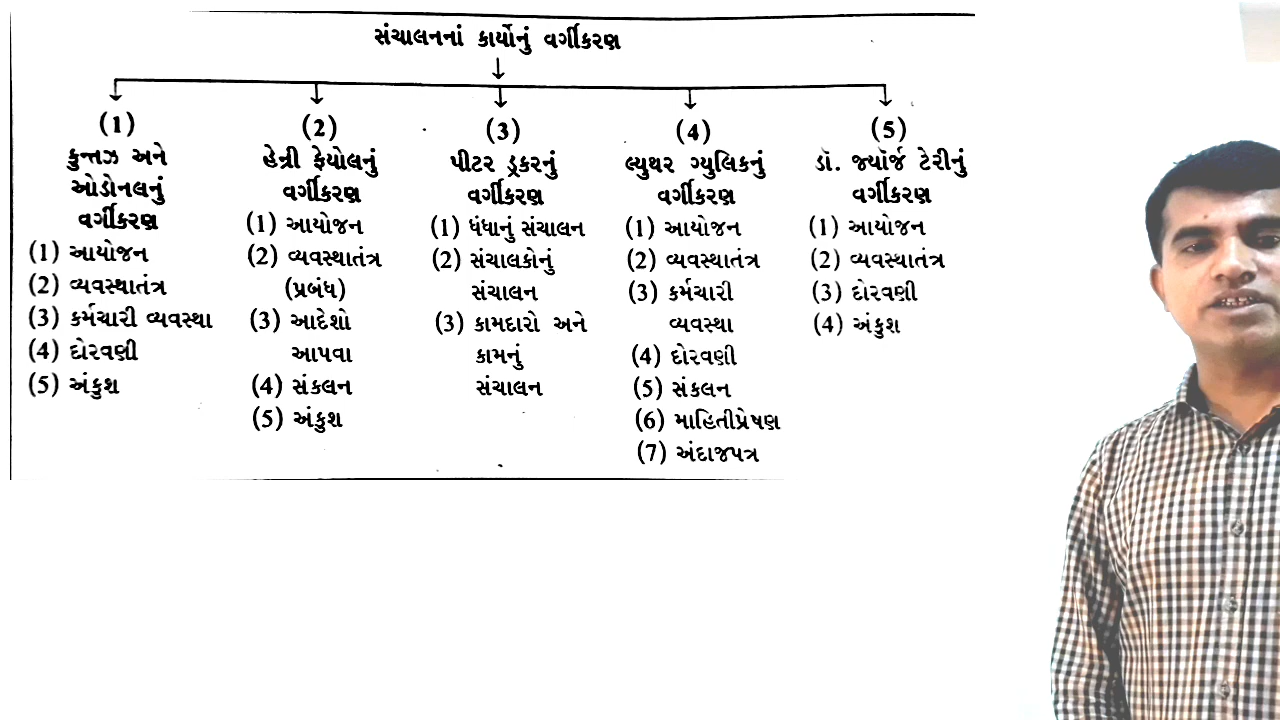 સંચાલનનાં કાર્યોનું વર્ગીકરણ
(1)
કુન્તઝ અને
ઓડોનલનું
વર્ગીકરણ
(1) આયોજન
(2) વ્યવસ્થાતંત્ર
(3) કર્મચારી વ્યવસ્થા
(4) દોરવણી
(5) અંકુશ
(2)
હેન્રી ફેયોલનું
વર્ગીકરણ
(1) આયોજન
(2) વ્યવસ્થાતંત્ર
(પ્રબંધ)
(3) આદેશો
આપવા
(4) સંકલન
(5) અંકુશ
(3)
પીટર ડ્રકરનું
વર્ગીકરણ
(1) ધંધાનું સંચાલન
(2) સંચાલકોનું
સંચાલન
(3) કામદારો અને
કામનું
સંચાલન
(4)
લ્યુથર ગ્યુલિકનું
વર્ગીકરણ
(1) આયોજન
(2) વ્યવસ્થાતંત્ર
(3) કર્મચારી
વ્યવસ્થા
(4) દોરવણી
(5) સંકલન
(6) માહિતીપ્રેષણ
(7) અંદાજપત્ર
(5)
ડૉ. જ્યૉર્જ ટેરીનું
વર્ગીકરણ
(1) આયોજન
(2) વ્યવસ્થાતંત્ર
(3) દોરવણી
(4) અંકુશ